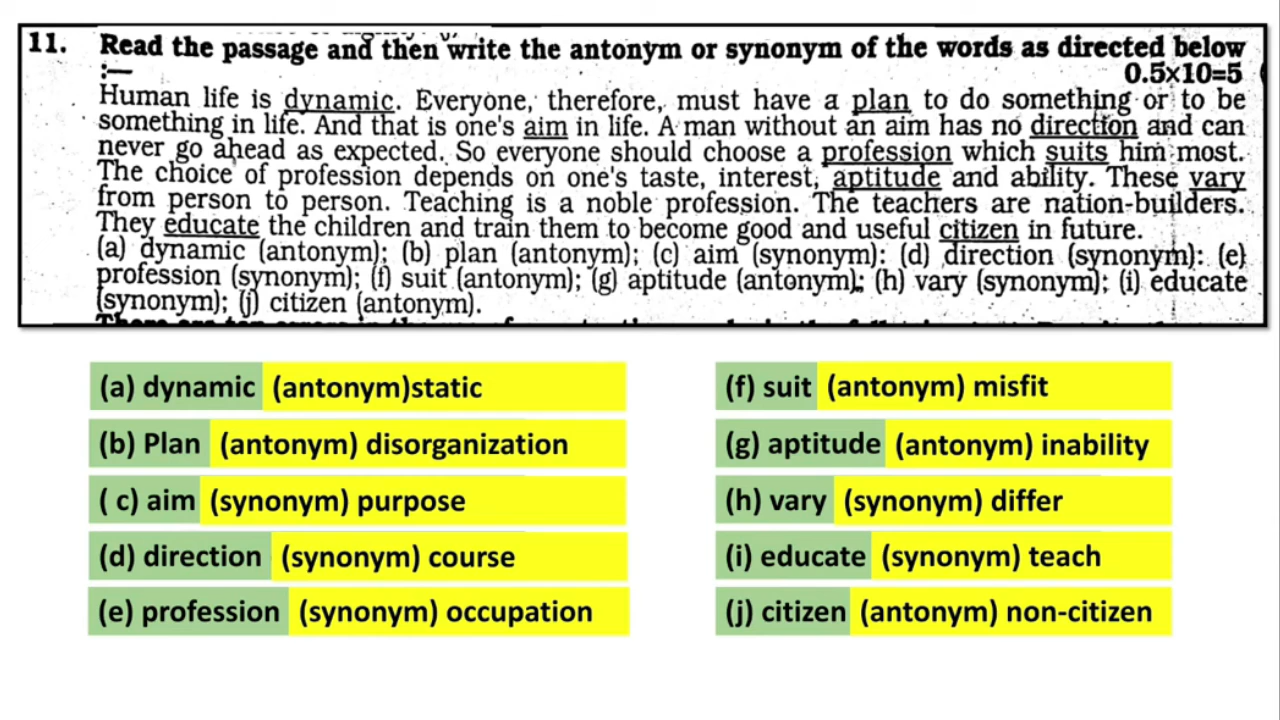 11. Read the passage and then write the antonym or synonym of the words as directed below
:— 0.5×10=5
Human life is dynamic. Everyone, therefore, must have a plan to do something or to be
something in life. And that is one's aim in life. A man without an aim has no direction and can
never go ahead as expected. So everyone should choose a profession which suits him most.
The choice of profession depends on one's taste, interest, aptitude and ability. These vary
from person to person. Teaching is a noble profession. The teachers are nation-builders.
They educate the children and train them to become good and useful citizen in future.
(a) dynamic (antonym); (b) plan (antonym); (c) aim (synonym): (d) direction (synonym): (e)
profession (synonym); (f) suit (antonym); (g) aptitude (antonym); (h) vary (synonym); (i) educate
(synonym); (j) citizen (antonym).
(a) dynamic (antonym)static
(b) Plan (antonym) disorganization
( c) aim (synonym) purpose
(d) direction (synonym) course
(e) profession (synonym) occupation
(f) suit (antonym) misfit
(g) aptitude (antonym) inability
(h) vary (synonym) differ
(i) educate (synonym) teach
(j) citizen (antonym) non-citizen